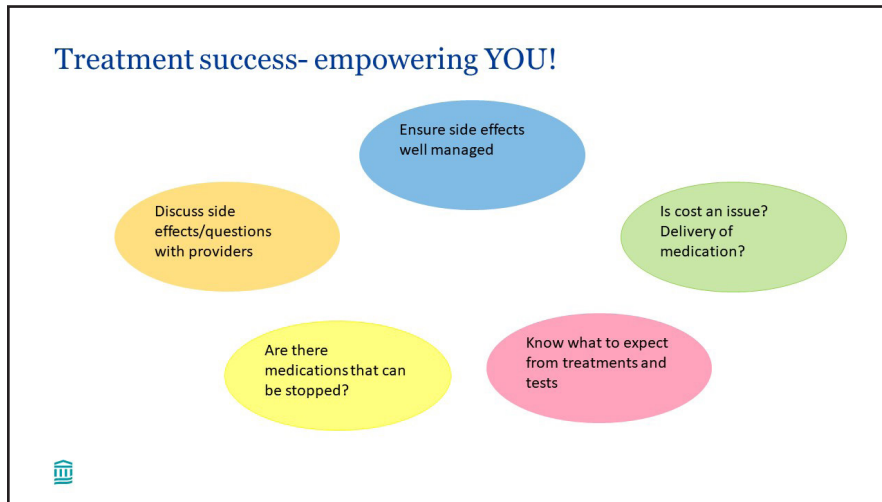 Treatment success- empowering YOU!
Ensure side effects
well managed
Discuss side
effects/questions
with providers
Is cost an issue?
Delivery of
medication?
Are there
medications that can
be stopped?
Know what to expect
from treatments and
tests